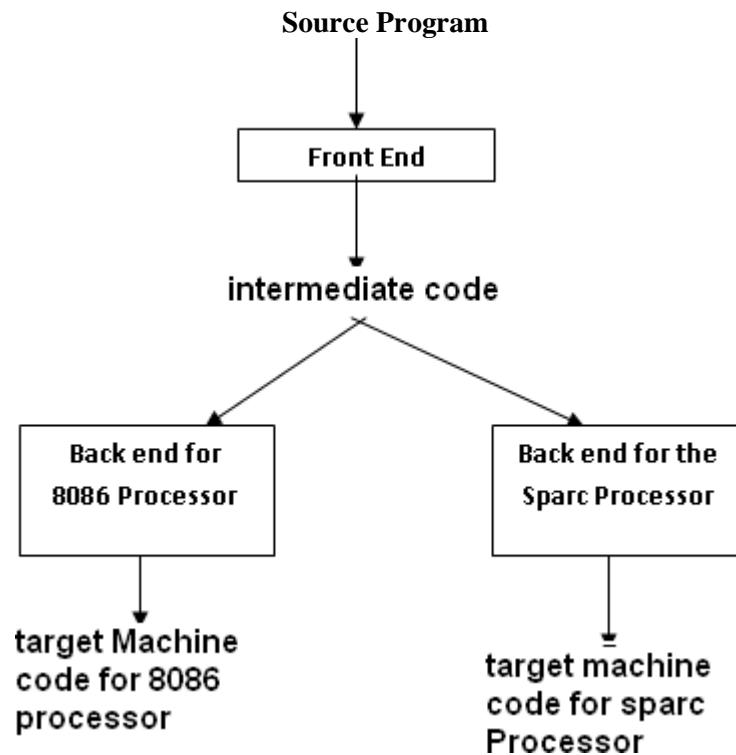 Source Program
Front End
intermediate code
Back end for
8086 Processor
Back end for the
Sparc Processor
target Machine
code for 8086
processor
target machine
code for sparc
Processor